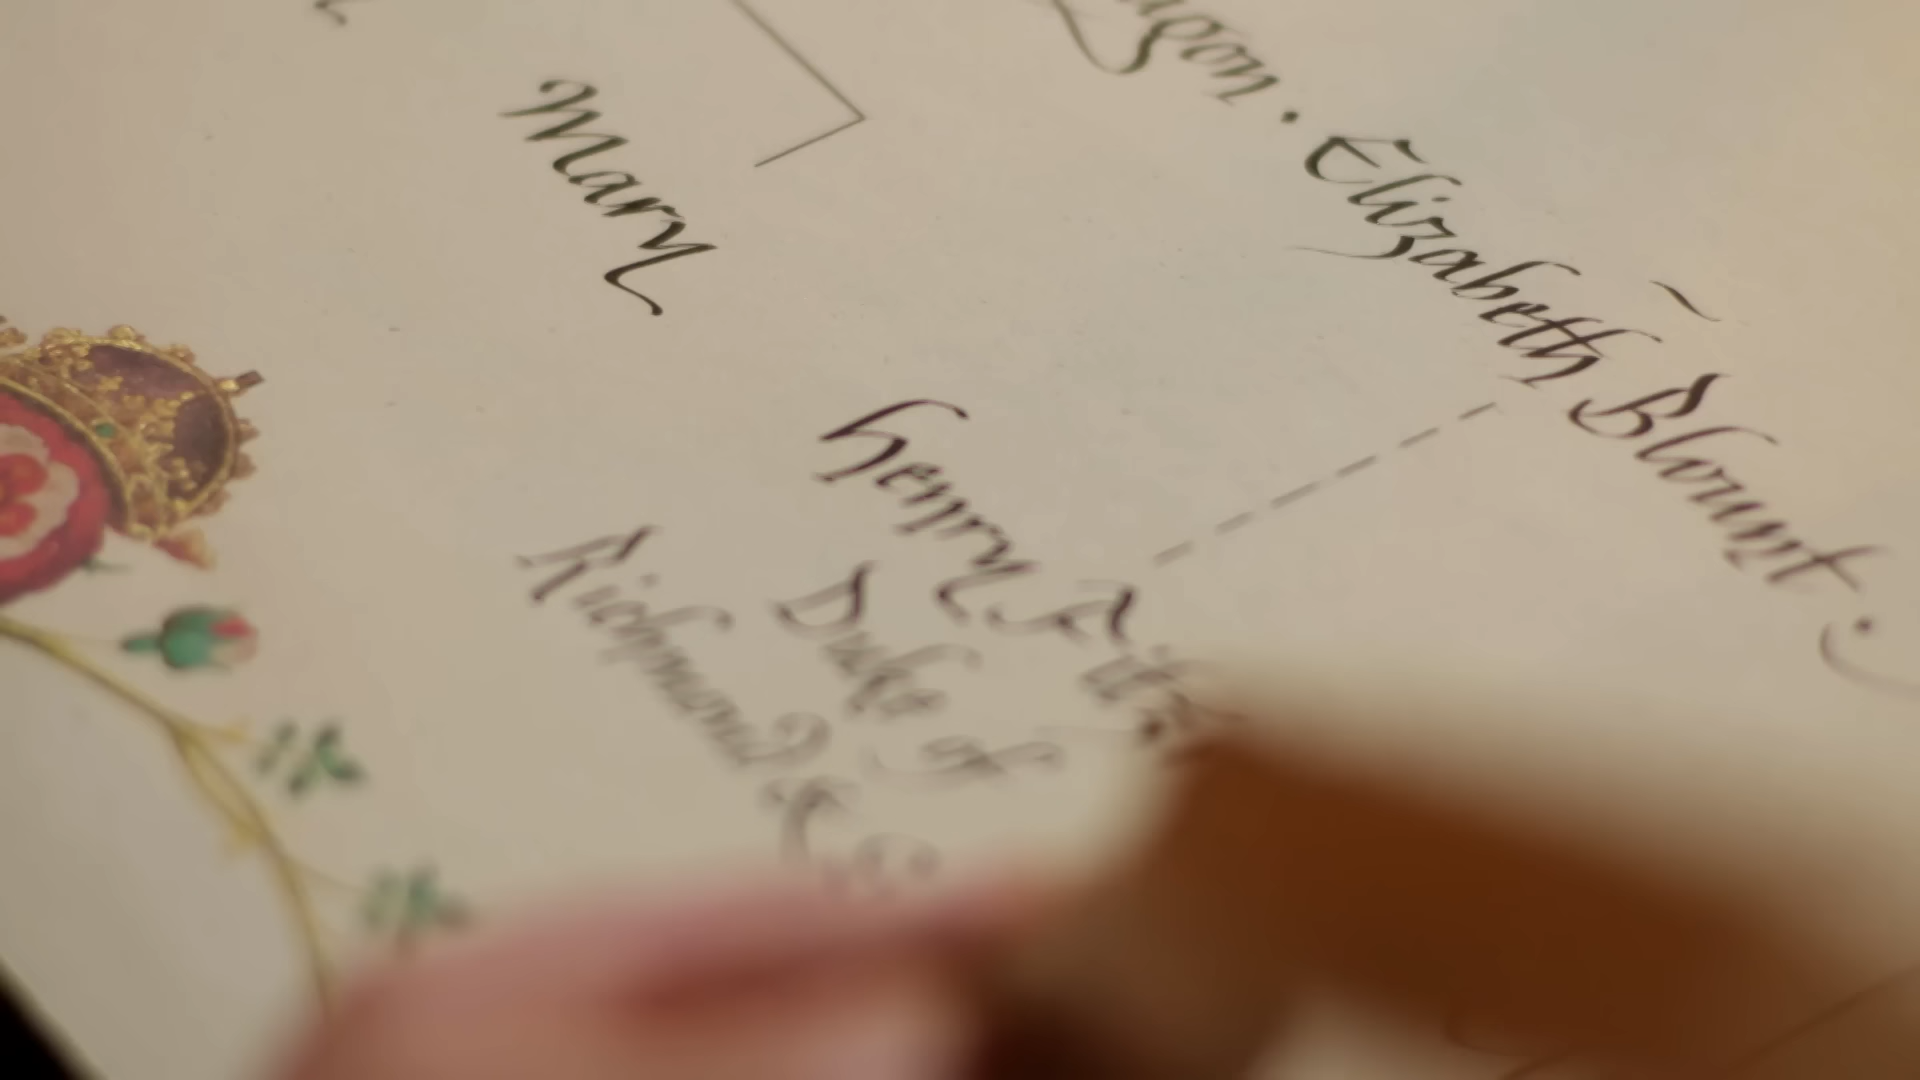 agon · Elizabeth Blount ·
Mary
Henry Fitz
Duke of
Richmond &